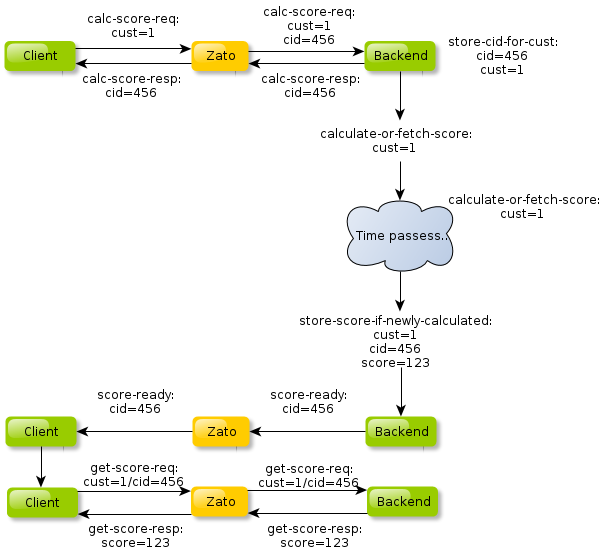 calc-score-req:
cust=1
calc-score-req:
cust=1
cid=456
Client
Zato
Backend
store-cid-for-cust:
cid=456
cust=1
calc-score-resp:
cid=456
calc-score-resp:
cid=456
calculate-or-fetch-score:
cust=1
calculate-or-fetch-score:
cust=1
Time passess..
store-score-if-newly-calculated:
cust=1
cid=456
score=123
score-ready:
cid=456
score-ready:
cid=456
Client
Zato
Backend
get-score-req:
cust=1/cid=456
get-score-req:
cust=1/cid=456
Client
Zato
Backend
get-score-resp:
score=123
get-score-resp:
score=123